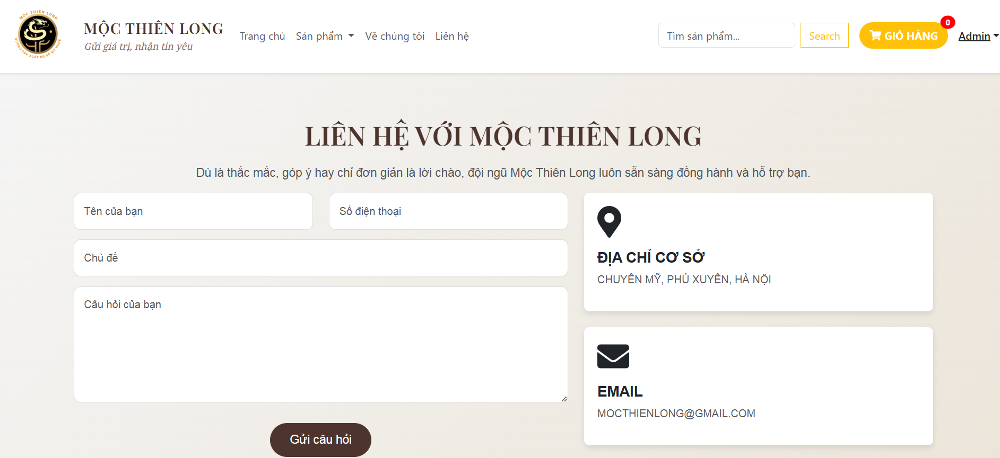 MỘC THIÊN LONG
XƯỞNG SẢN XUẤT ĐỒ GỖ MỸ NGHỆ
MỘC THIÊN LONG
Gửi giá trị, nhận tin yêu
Trang chủ Sản phẩm Về chúng tôi Liên hệ
Tìm sản phẩm... Search GIỎ HÀNG 0 Admin
LIÊN HỆ VỚI MỘC THIÊN LONG
Dù là thắc mắc, góp ý hay chỉ đơn giản là lời chào, đội ngũ Mộc Thiên Long luôn sẵn sàng đồng hành và hỗ trợ bạn.
Tên của bạn Số điện thoại
Chủ đề
Câu hỏi của bạn
Gửi câu hỏi
ĐỊA CHỈ CƠ SỞ
CHUYÊN MỸ, PHÚ XUYÊN, HÀ NỘI
EMAIL
MOCTHIENLONG@GMAIL.COM